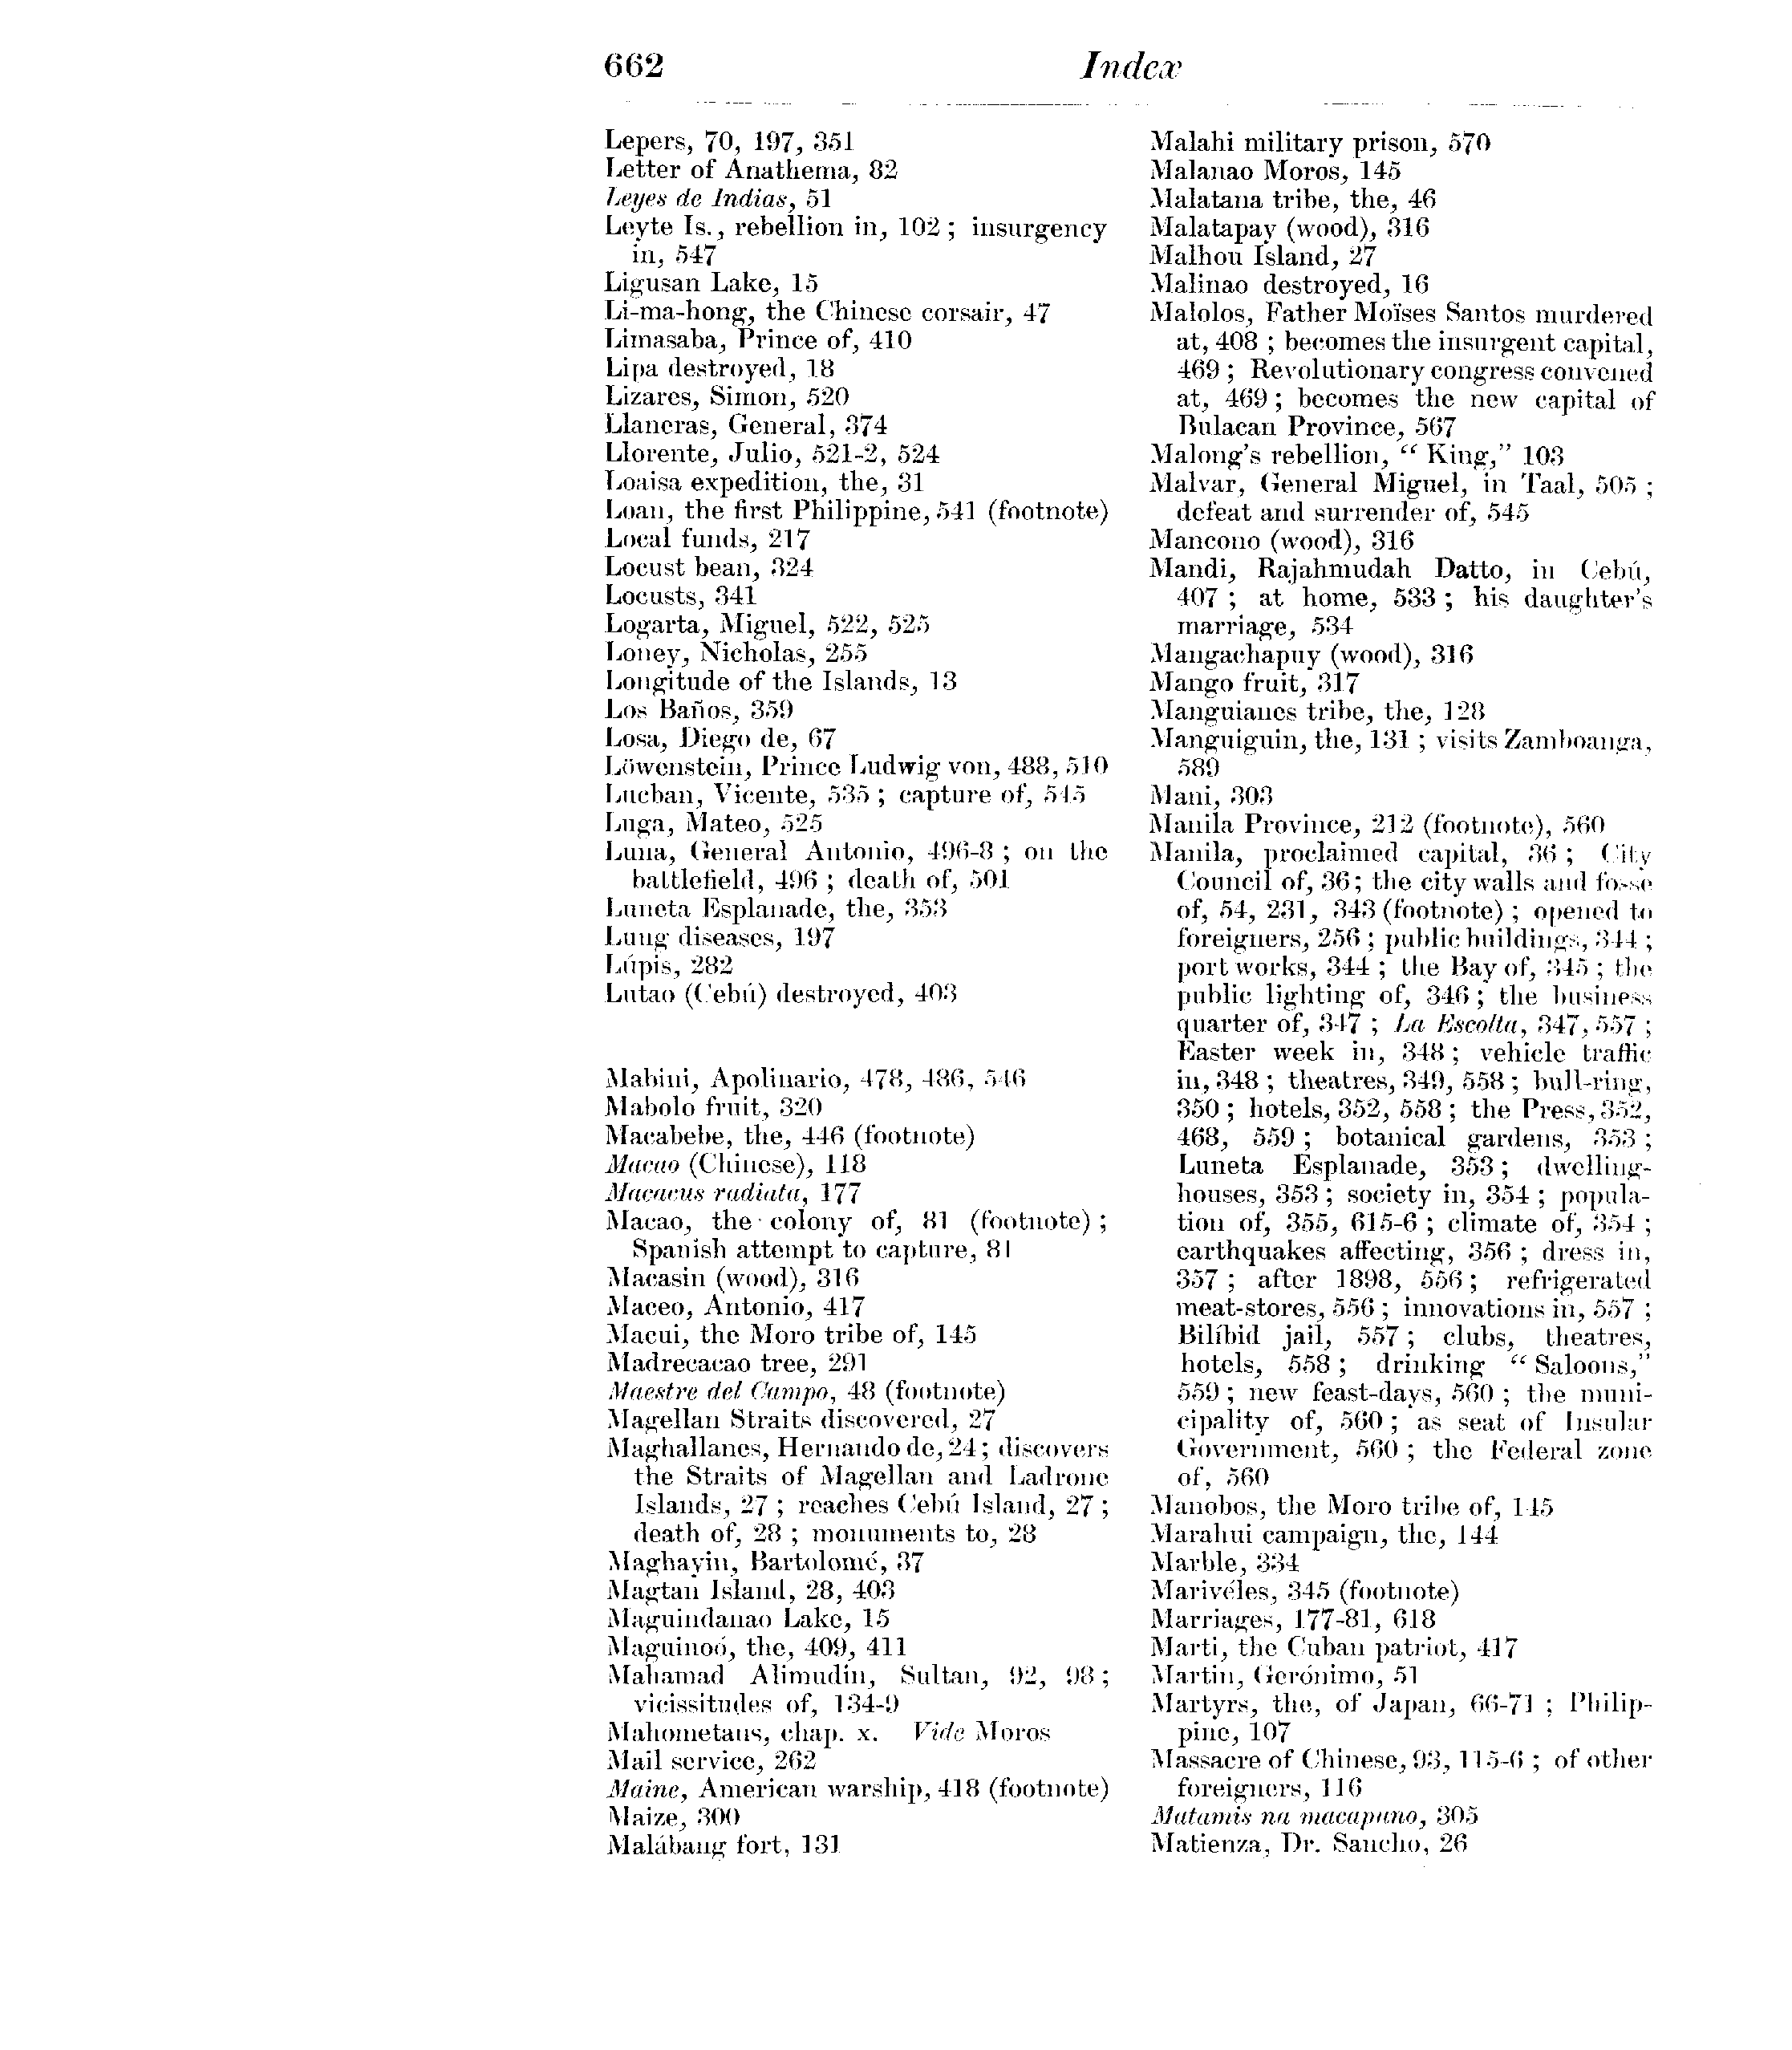 662
Index
Lepers, 70, 197, 351
Letter of Anathema, 82
Leyes de Indias, 51
Leyte Is., rebellion in, 102 ; insurgency
in, 547
Ligusan Lake, 15
Li-ma-hong, the Chinese corsair, 47
Limasaba, Prince of, 410
Lipa destroyed, 18
Lizares, Simon, 520
Llaneras, General, 374
Llorente, Julio, 521-2, 524
Loaisa expedition, the, 31
Loan, the first Philippine, 541 (footnote)
Local funds, 217
Locust bean, 324
Locusts, 341
Logarta, Miguel, 522, 525
Loney, Nicholas, 255
Longitude of the Islands, 13
Los Baños, 359
Losa, Diego de, 67
Löwenstein, Prince Ludwig von, 488, 510
Lucban, Vicente, 535 ; capture of, 545
Luga, Mateo, 525
Luna, General Antonio, 496-8 ; on the
battlefield, 496 ; death of, 501
Luneta Esplanade, the, 353
Lung diseases, 197
Lúpis, 282
Lutao (Cebú) destroyed, 403
Mabini, Apolinario, 478, 486, 546
Mabolo fruit, 320
Macabebe, the, 446 (footnote)
Macao (Chinese), 118
Macacus radiata, 177
Macao, the colony of, 81 (footnote) ;
Spanish attempt to capture, 81
Macasin (wood), 316
Maceo, Antonio, 417
Macui, the Moro tribe of, 145
Madrecacao tree, 291
Maestre del Campo, 48 (footnote)
Magellan Straits discovered, 27
Maghallanes, Hernando de, 24 ; discovers
the Straits of Magellan and Ladrone
Islands, 27 ; reaches Cebú Island, 27 ;
death of, 28 ; monuments to, 28
Maghayin, Bartolomé, 37
Magtan Island, 28, 403
Maguindanao Lake, 15
Maguinoó, the, 409, 411
Mahamad Alimudin, Sultan, 92, 98 ;
vicissitudes of, 134-9
Mahometans, chap. x. Vide Moros
Mail service, 262
Maine, American warship, 418 (footnote)
Maize, 300
Malábang fort, 131
Malahi military prison, 570
Malanao Moros, 145
Malatana tribe, the, 46
Malatapay (wood), 316
Malhou Island, 27
Malinao destroyed, 16
Malolos, Father Moïses Santos murdered
at, 408 ; becomes the insurgent capital,
469 ; Revolutionary congress convened
at, 469 ; becomes the new capital of
Bulacan Province, 567
Malong's rebellion, “ King,” 103
Malvar, General Miguel, in Taal, 505 ;
defeat and surrender of, 545
Mancono (wood), 316
Mandi, Rajahmudah Datto, in Cebú,
407 ; at home, 533 ; his daughter's
marriage, 534
Mangachapuy (wood), 316
Mango fruit, 317
Manguianes tribe, the, 128
Manguiguin, the, 131 ; visits Zamboanga,
589
Mani, 303
Manila Province, 212 (footnote), 560
Manila, proclaimed capital, 36 ; City
Council of, 36 ; the city walls and fosse
of, 54, 231, 343 (footnote) ; opened to
foreigners, 256 ; public buildings, 344 ;
port works, 344 ; the Bay of, 345 ; the
public lighting of, 346 ; the business
quarter of, 347 ; La Escolta, 347, 557 ;
Easter week in, 348 ; vehicle traffic
in, 348 ; theatres, 349, 558 ; bull-ring,
350 ; hotels, 352, 558 ; the Press, 352,
468, 559 ; botanical gardens, 353 ;
Luneta Esplanade, 353 ; dwelling-
houses, 353 ; society in, 354 ; popula-
tion of, 355, 615-6 ; climate of, 354 ;
earthquakes affecting, 356 ; dress in,
357 ; after 1898, 556 ; refrigerated
meat-stores, 556 ; innovations in, 557 ;
Bilíbid jail, 557 ; clubs, theatres,
hotels, 558 ; drinking “ Saloons,”
559 ; new feast-days, 560 ; the muni-
cipality of, 560 ; as seat of Insular
Government, 560 ; the Federal zone
of, 560
Manobos, the Moro tribe of, 145
Marahui campaign, the, 144
Marble, 334
Marivéles, 345 (footnote)
Marriages, 177-81, 618
Marti, the Cuban patriot, 417
Martin, Gerónimo, 51
Martyrs, the, of Japan, 66-71 ; Philip-
pine, 107
Massacre of Chinese, 93, 115-6 ; of other
foreigners, 116
Matamis na macapuno, 305
Matienza, Dr. Sancho, 26